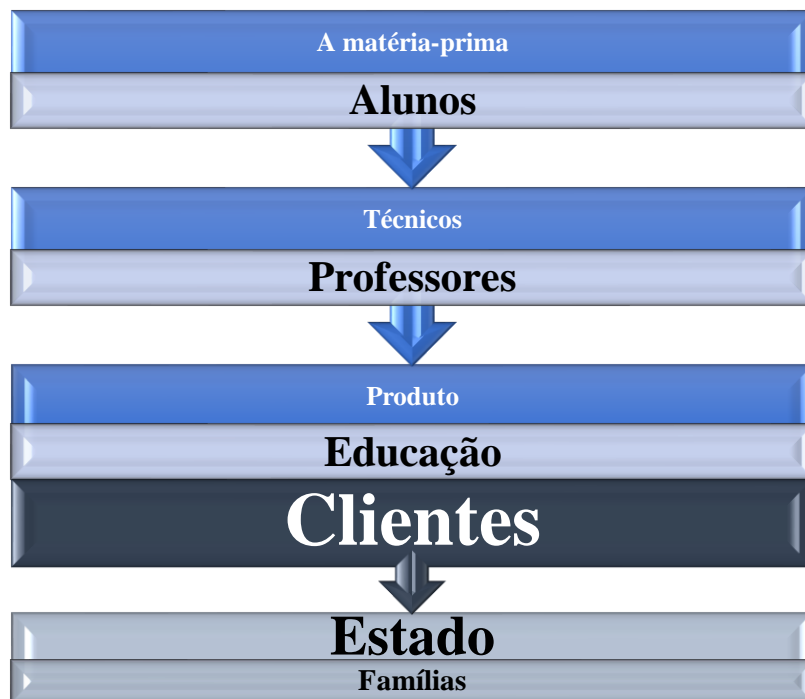 A matéria-prima
Alunos
Técnicos
Professores
Produto
Educação
Clientes
Estado
Famílias